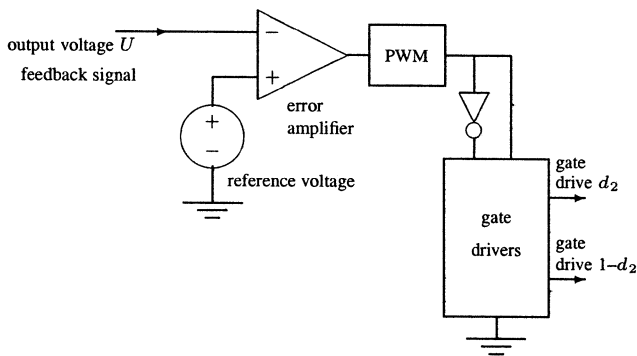 output voltage U
feedback signal
−
+
PWM
error
amplifier
+
−
reference voltage
gate
drive d₂
gate
drivers
gate
drive 1–d₂